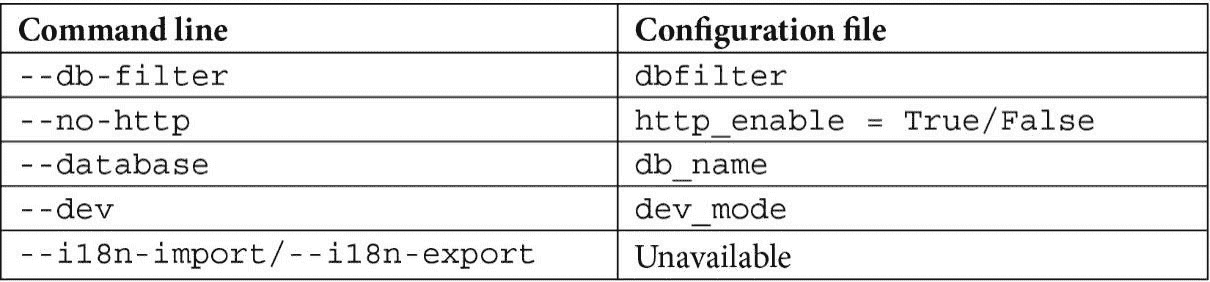 Command line Configuration file
--db-filter dbfilter
--no-http http_enable = True/False
--database db_name
--dev dev_mode
--i18n-import/--i18n-export Unavailable